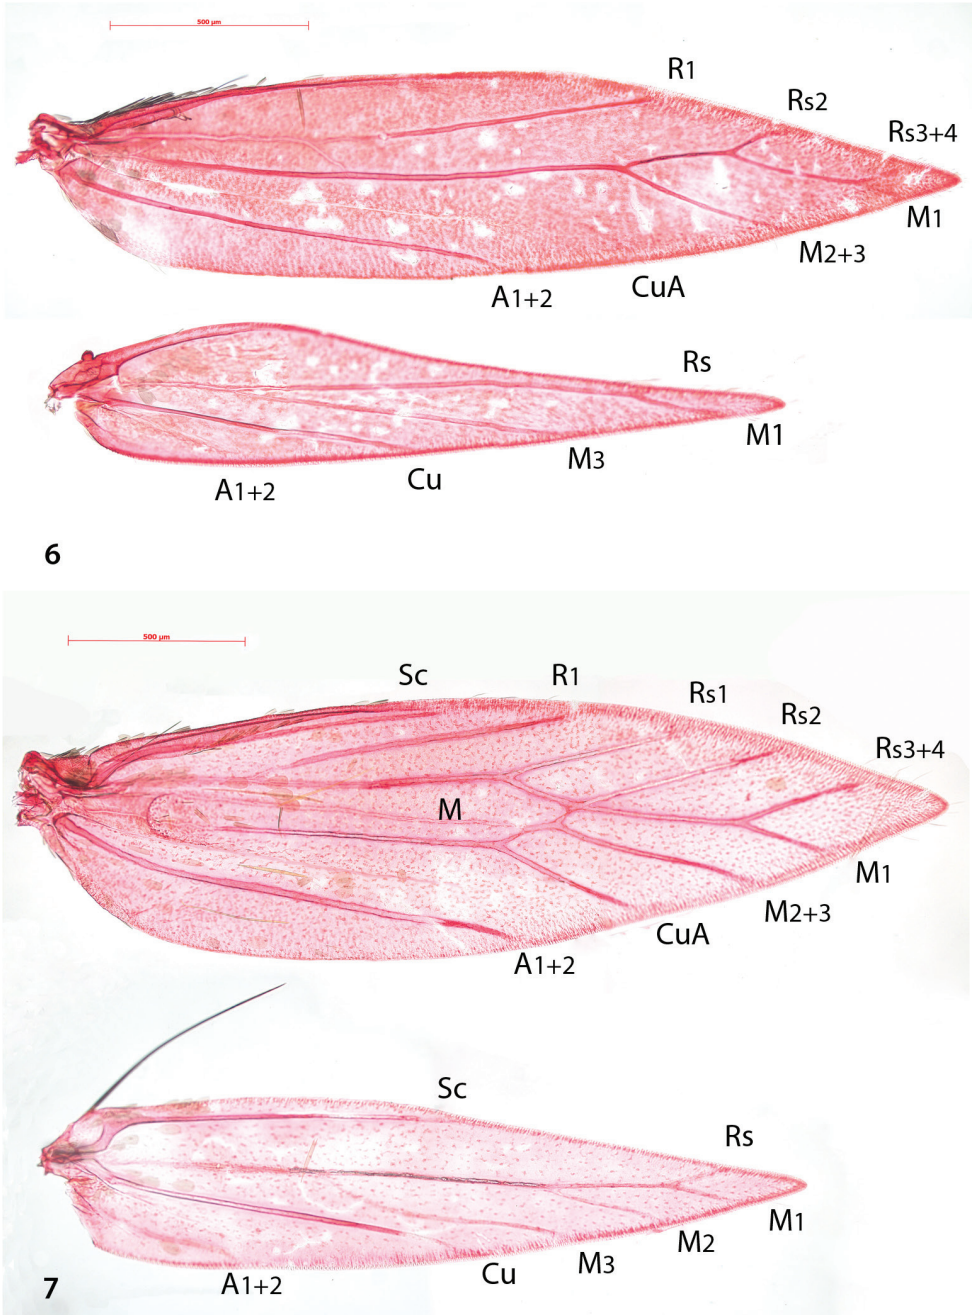 500 µm
R1
Rs2
Rs3+4
M1
M2+3
CuA
A1+2
Rs
M1
M3
Cu
A1+2
6
500 µm
Sc
R1
Rs1
Rs2
Rs3+4
M
M1
M2+3
CuA
A1+2
Sc
Rs
M1
M2
M3
Cu
A1+2
7